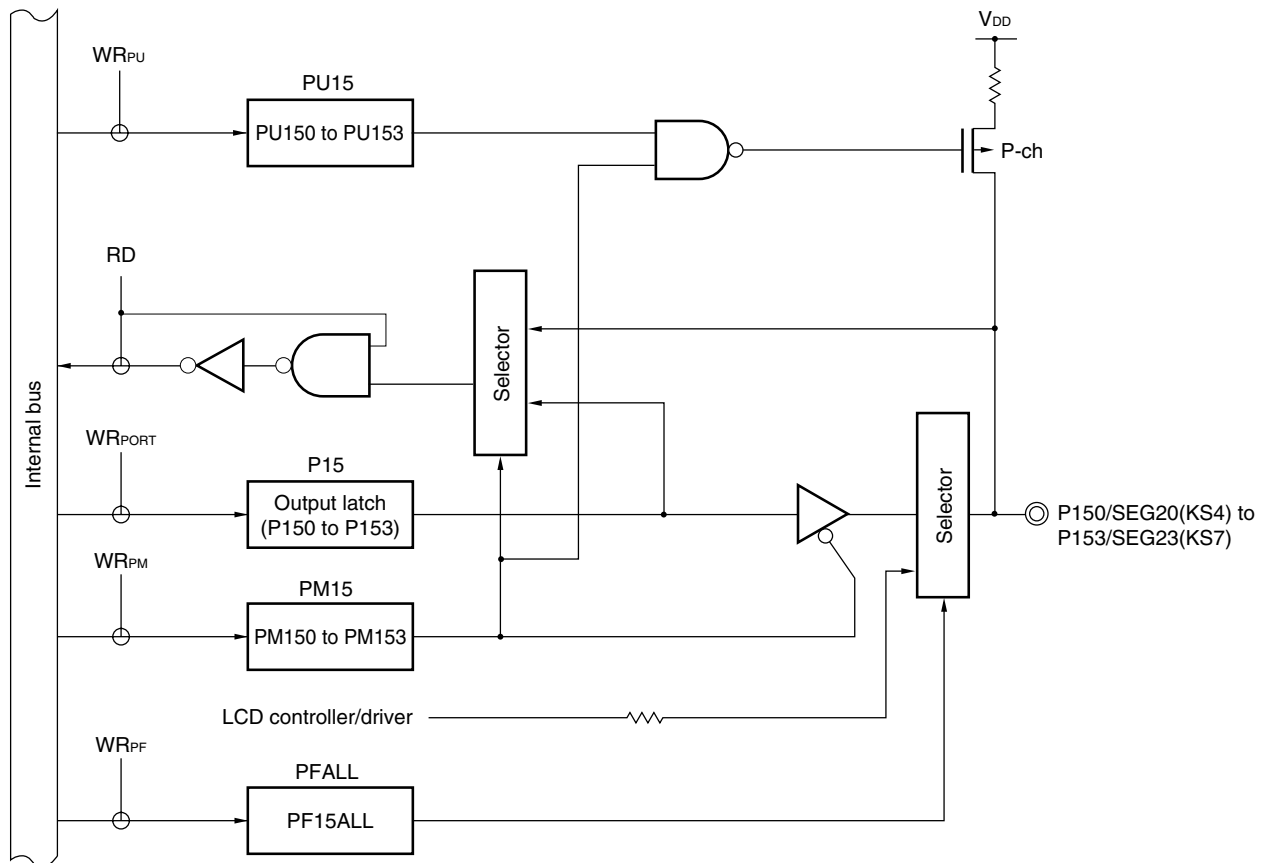 VDD
WRPU
PU15
PU150 to PU153
P-ch
RD
Selector
Internal bus
WRPORT
P15
Output latch
(P150 to P153)
Selector
P150/SEG20(KS4) to
P153/SEG23(KS7)
WRPM
PM15
PM150 to PM153
LCD controller/driver
WRPF
PFALL
PF15ALL